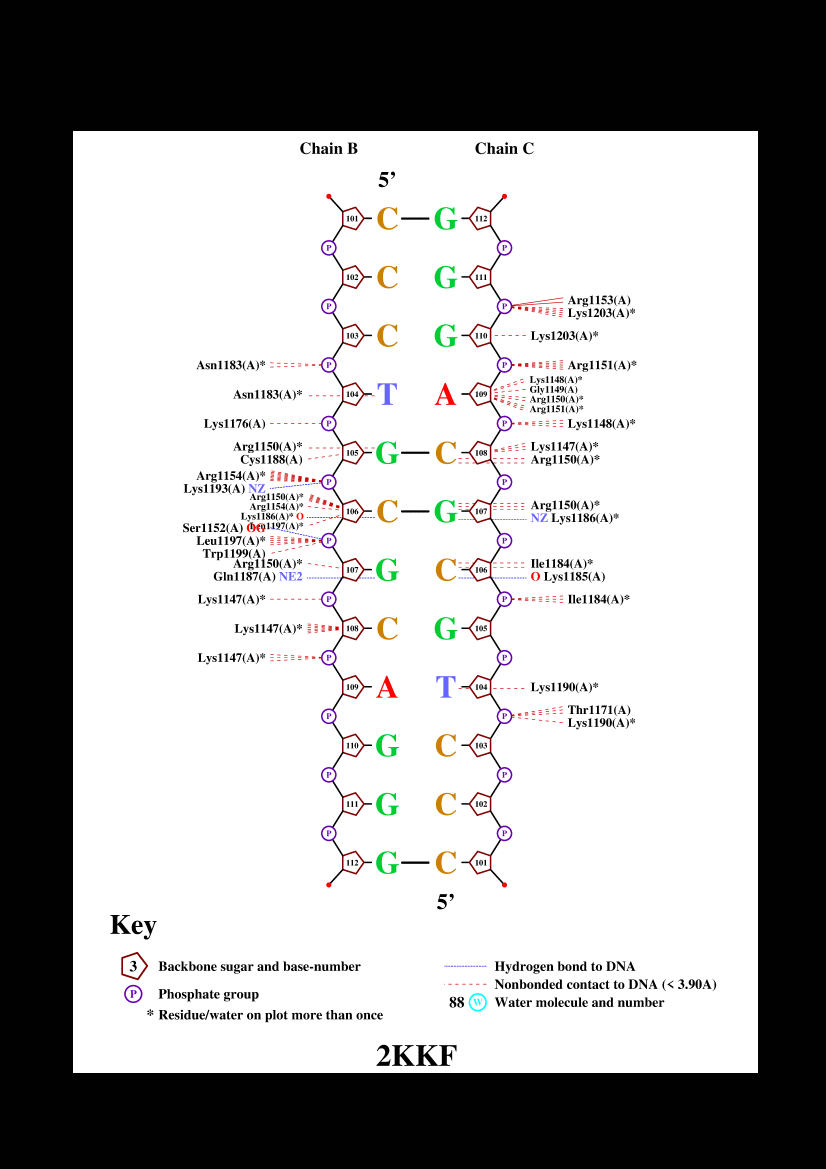 Chain B Chain C
5’
101 C G 112
P P
102 C G 111
P P Arg1153(A)
Lys1203(A)*
103 C G 110 Lys1203(A)*
Asn1183(A)* P P Arg1151(A)*
Lys1148(A)*
Gly1149(A)
Asn1183(A)* 104 T A 109 Arg1150(A)*
Arg1151(A)*
Lys1176(A) P P Lys1148(A)*
Arg1150(A)* Lys1147(A)*
105 G C 108
Cys1188(A) Arg1150(A)*
Arg1154(A)*
P P
Lys1193(A) NZ
Arg1150(A)*
Arg1154(A)* Arg1150(A)*
106 C G 107
Lys1186(A)* O NZ Lys1186(A)*
Leu1197(A)*
Ser1152(A) OG
Leu1197(A)* P P
Trp1199(A)
Arg1150(A)* Ile1184(A)*
107 G C 106
Gln1187(A) NE2 O Lys1185(A)
Lys1147(A)* P P Ile1184(A)*
Lys1147(A)* 108 C G 105
Lys1147(A)* P P
109 A T 104 Lys1190(A)*
P P Thr1171(A)
Lys1190(A)*
110 G C 103
P P
111 G C 102
P P
112 G C 101
5’
Key
3 Backbone sugar and base-number
P Phosphate group
* Residue/water on plot more than once
Hydrogen bond to DNA
Nonbonded contact to DNA (< 3.90A)
88 W Water molecule and number
2KKF